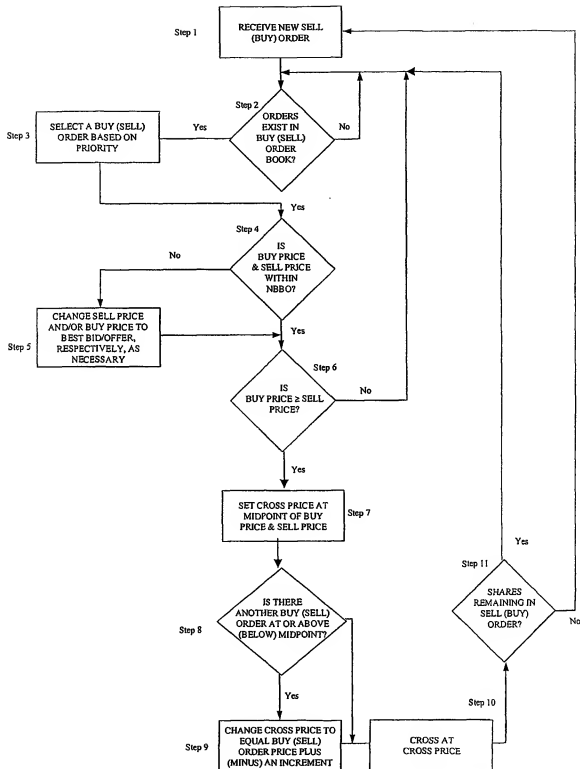 Step 1
RECEIVE NEW SELL
(BUY) ORDER
Step 2
ORDERS
EXIST IN
BUY (SELL)
ORDER
BOOK?
Yes
No
Step 3
SELECT A BUY (SELL)
ORDER BASED ON
PRIORITY
Yes
Step 4
IS
BUY PRICE
& SELL PRICE
WITHIN
NBBO?
No
Step 5
CHANGE SELL PRICE
AND/OR BUY PRICE TO
BEST BID/OFFER,
RESPECTIVELY, AS
NECESSARY
Yes
Step 6
IS
BUY PRICE ≥ SELL
PRICE?
No
Yes
SET CROSS PRICE AT
MIDPOINT OF BUY
PRICE & SELL PRICE
Step 7
Step 8
IS THERE
ANOTHER BUY (SELL)
ORDER AT OR ABOVE
(BELOW) MIDPOINT?
Yes
Step 9
CHANGE CROSS PRICE TO
EQUAL BUY (SELL)
ORDER PRICE PLUS
(MINUS) AN INCREMENT
Step 10
CROSS AT
CROSS PRICE
Step 11
SHARES
REMAINING IN
SELL (BUY)
ORDER?
Yes
No